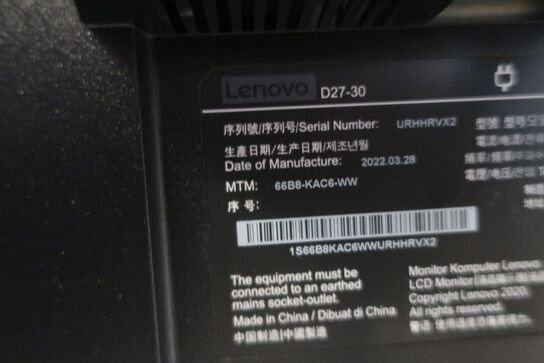 Lenovo D27-30
序列號/序列号/Serial Number: URHHRVX2
生產日期/生产日期/제조년월
Date of Manufacture: 2022.03.28
MTM: 66B8-KAC6-WW
序 号:
1S66B8KAC6WWURHHRVX2
The equipment must be
connected to an earthed
mains socket-outlet.
Made in China / Dibuat di China
中国制造/中國製造
Monitor Komputer Lenovo
LCD Monitor
Copyright Lenovo 2020.
All rights reserved.